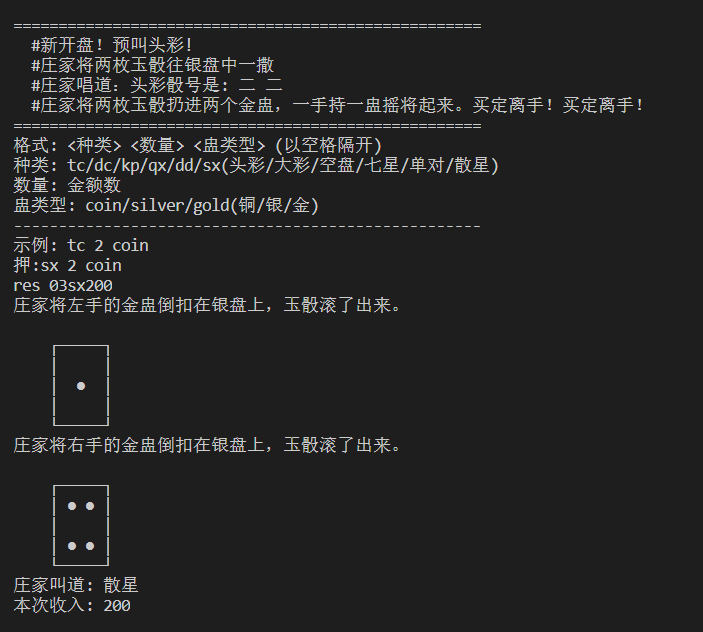 ====================================================
#新开盘！预叫头彩！
#庄家将两枚玉骰往银盘中一撒
#庄家唱道：头彩骰号是: 二 二
#庄家将两枚玉骰扔进两个金蛊，一手持一蛊摇将起来。买定离手！买定离手！
====================================================
格式: <种类> <数量> <蛊类型> (以空格隔开)
种类: tc/dc/kp/qx/dd/sx(头彩/大彩/空盘/七星/单对/散星)
数量: 金额数
蛊类型: coin/silver/gold(铜/银/金)
----------------------------------------------------
示例: tc 2 coin
押:sx 2 coin
res 03sx200
庄家将左手的金蛊倒扣在银盘上，玉骰滚了出来。
庄家将右手的金蛊倒扣在银盘上，玉骰滚了出来。
庄家叫道: 散星
本次收入: 200